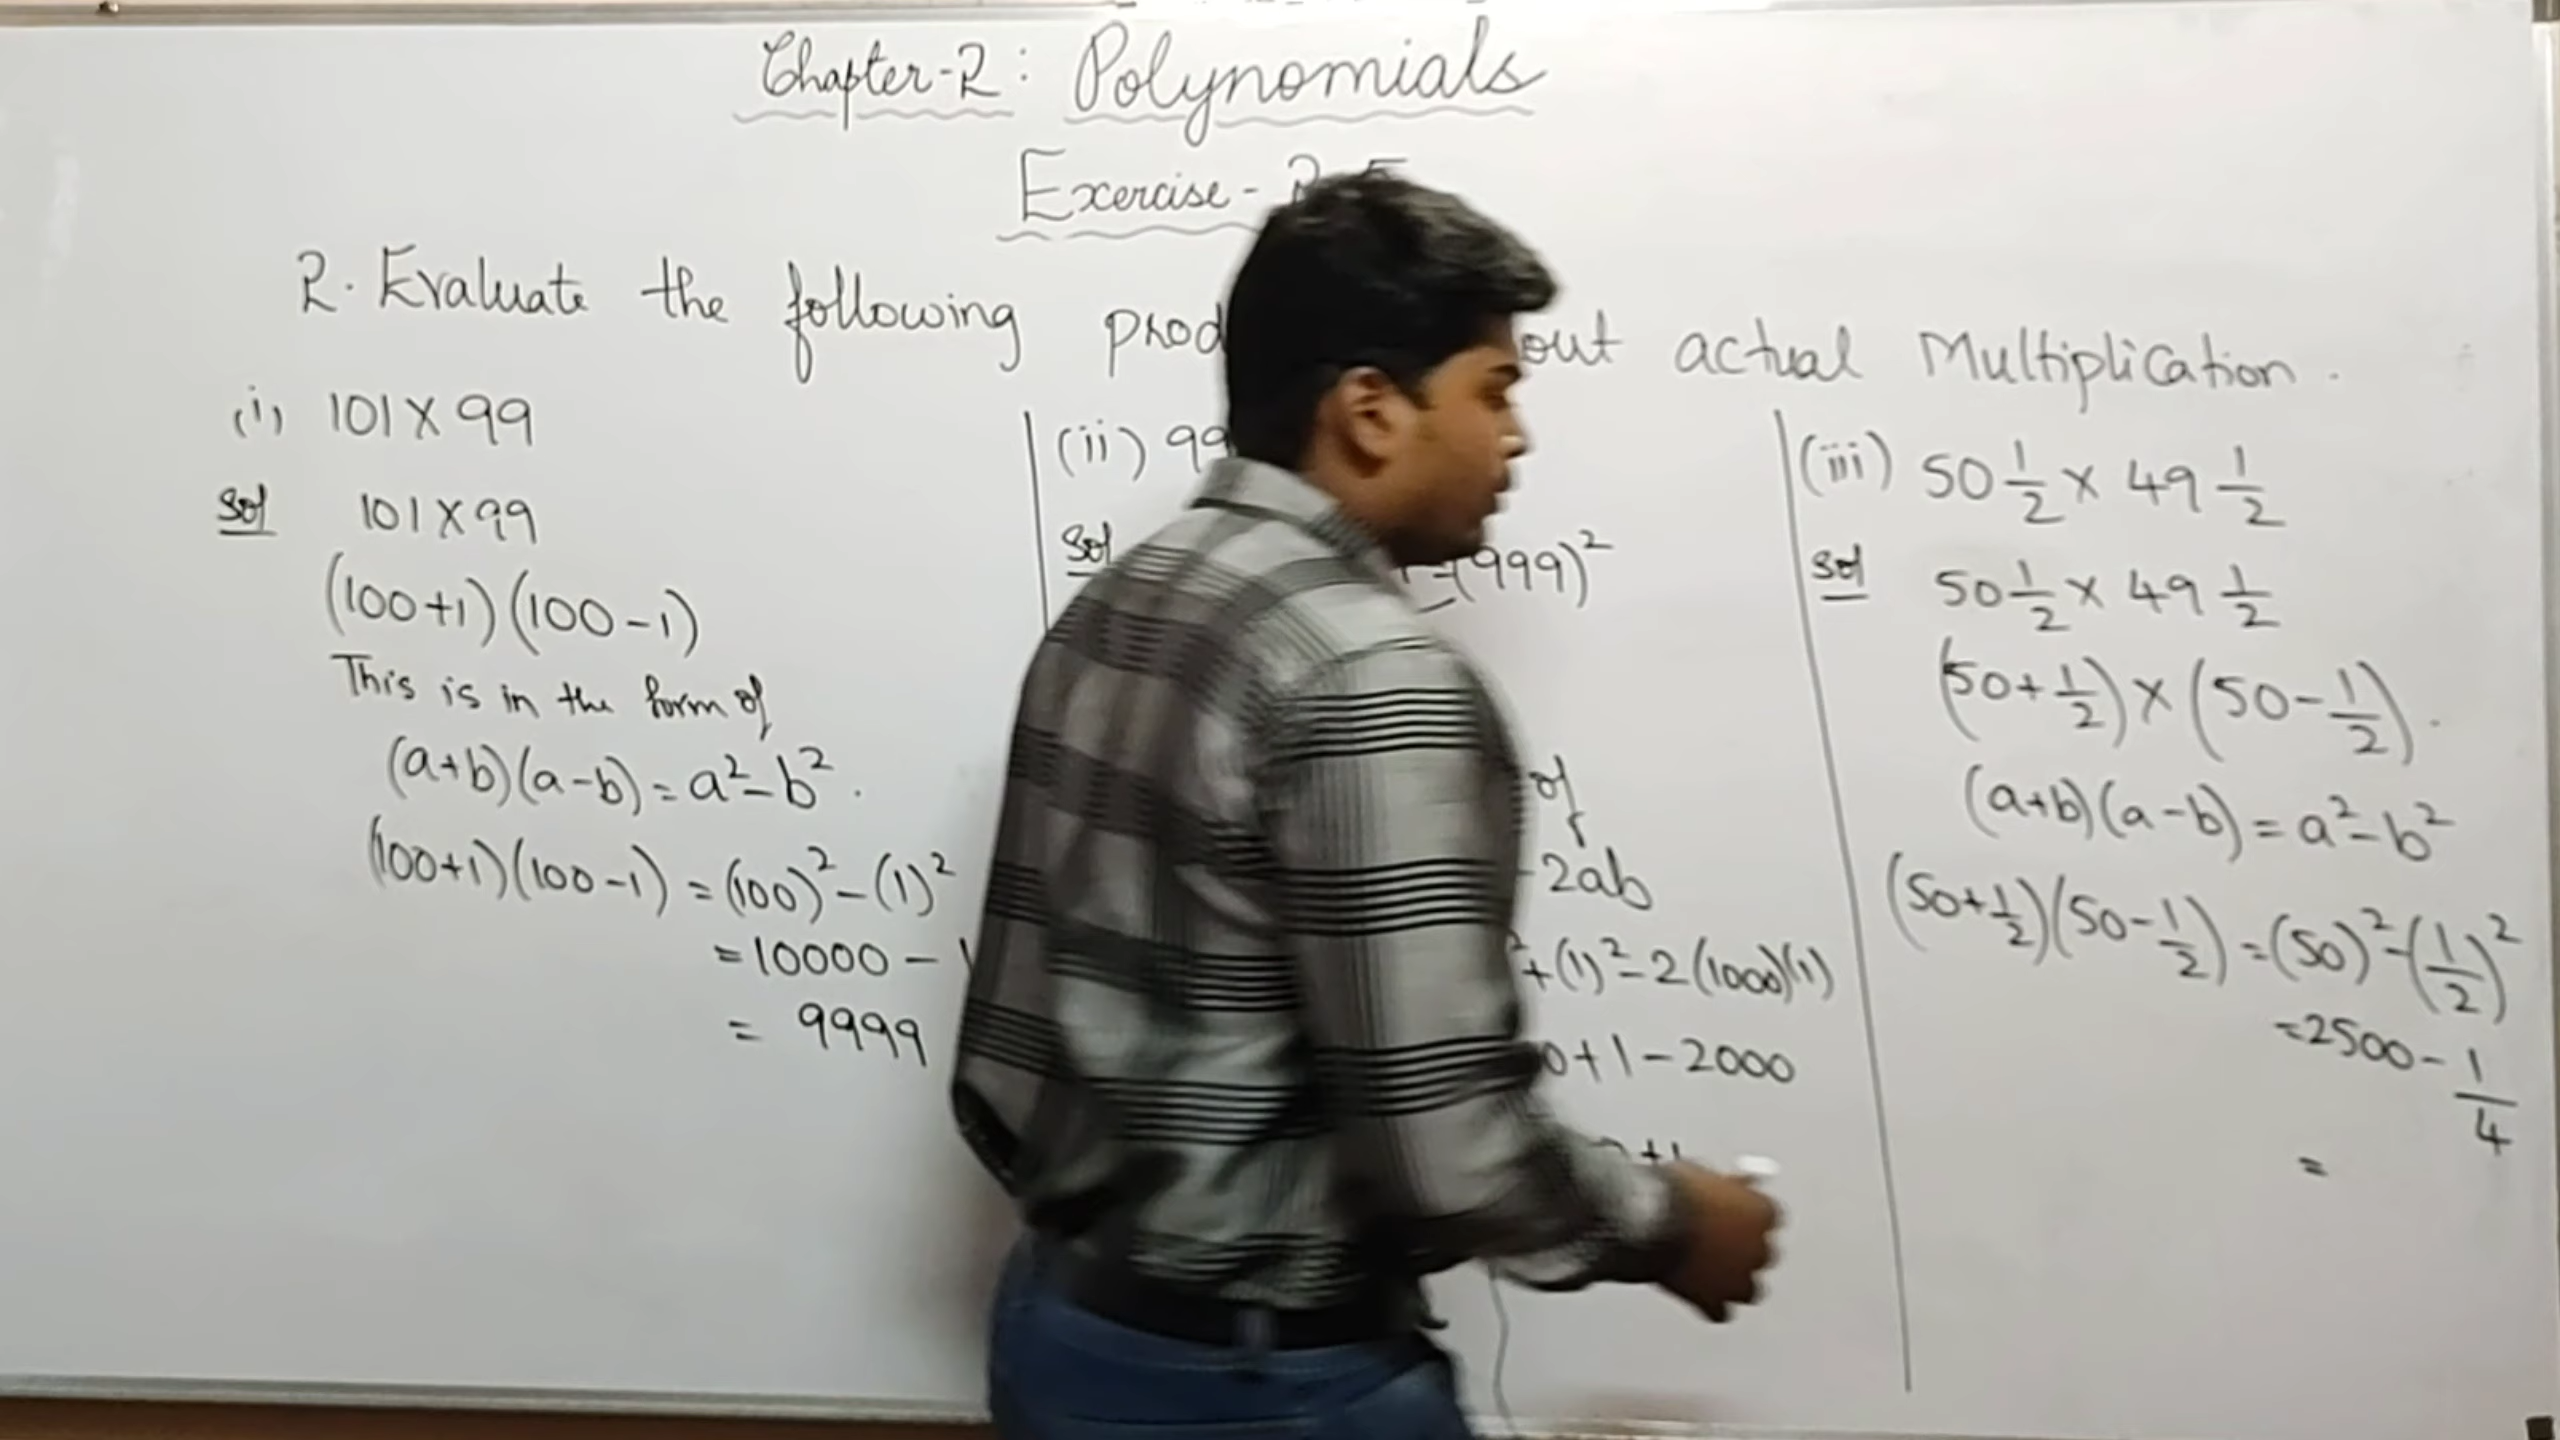 Chapter-2: Polynomials
Exercise-
2. Evaluate the following actual Multiplication.
(i) 101 X 99
Sol 101 X 99
(100+1)(100-1)
This is in the form of
(a+b)(a-b) = a²-b².
(100+1)(100-1) = (100)²-(1)²
= 10000 - 1
= 9999
(ii) 99
Sol (999)²
of
-2ab
+(1)²-2(1000)(1)
0+1-2000
+1
(iii) 50 1/2 X 49 1/2
Sol 50 1/2 X 49 1/2
(50+1/2) X (50-1/2).
(a+b)(a-b) = a²-b²
(50+1/2)(50-1/2) = (50)²-(1/2)²
= 2500 - 1/4
=